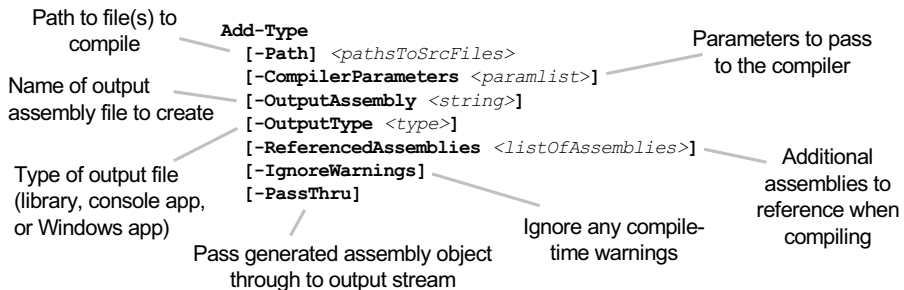 Path to file(s) to
compile
Add-Type
[-Path] <pathsToSrcFiles>
[-CompilerParameters <paramlist>]
[-OutputAssembly <string>]
[-OutputType <type>]
[-ReferencedAssemblies <listOfAssemblies>]
[-IgnoreWarnings]
[-PassThru]
Parameters to pass
to the compiler
Name of output
assembly file to create
Type of output file
(library, console app,
or Windows app)
Additional
assemblies to
reference when
compiling
Ignore any compile-
time warnings
Pass generated assembly object
through to output stream